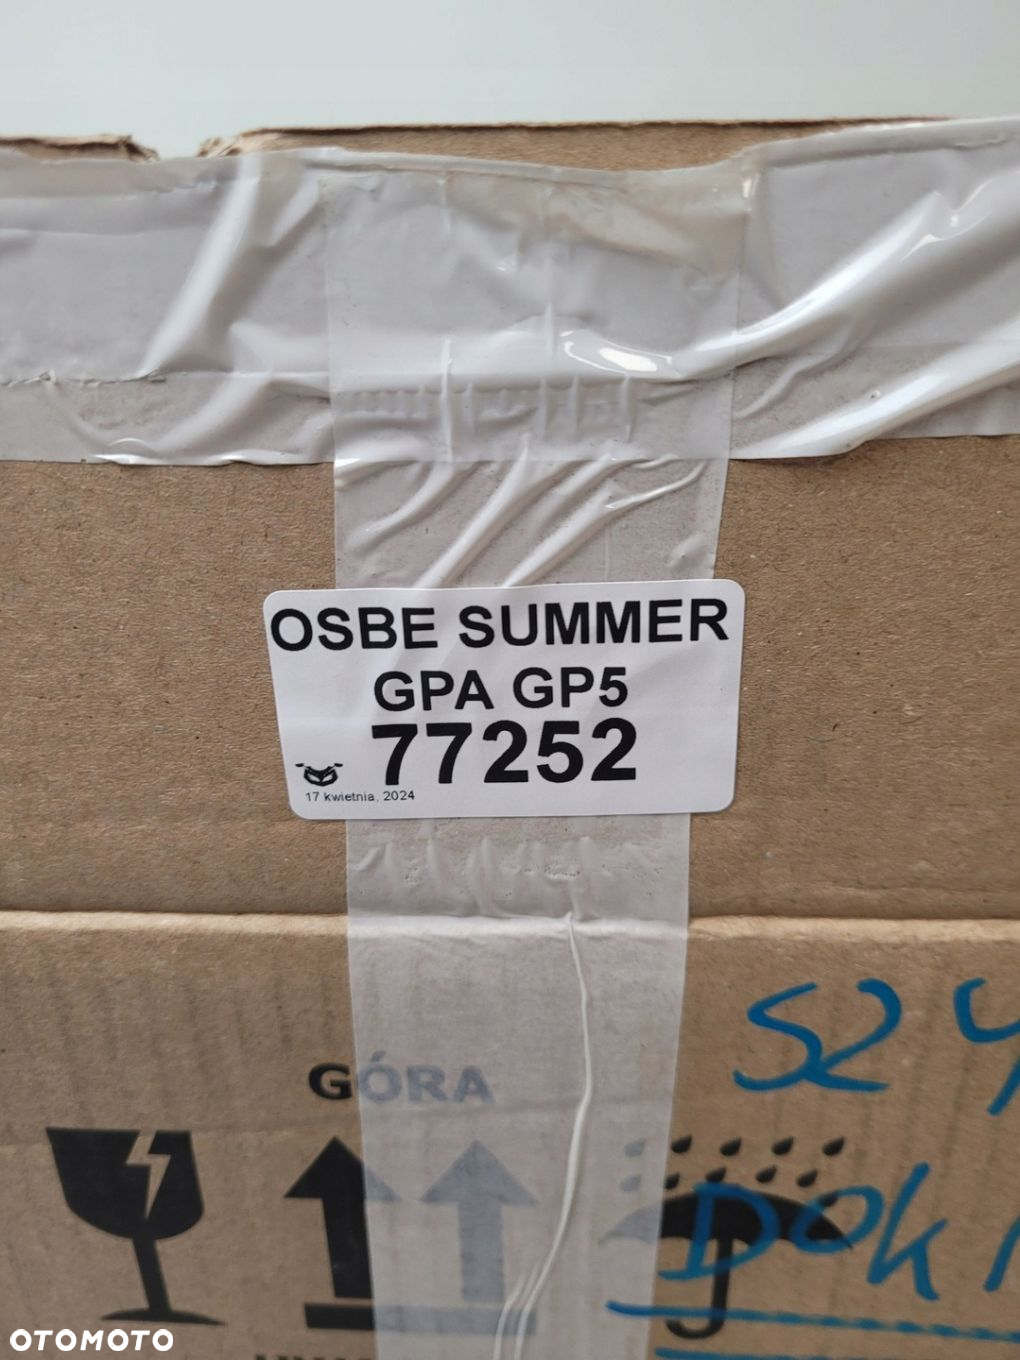 OSBE SUMMER
GPA GP5
77252
17 kwietnia, 2024
GÓRA
OTOMOTO